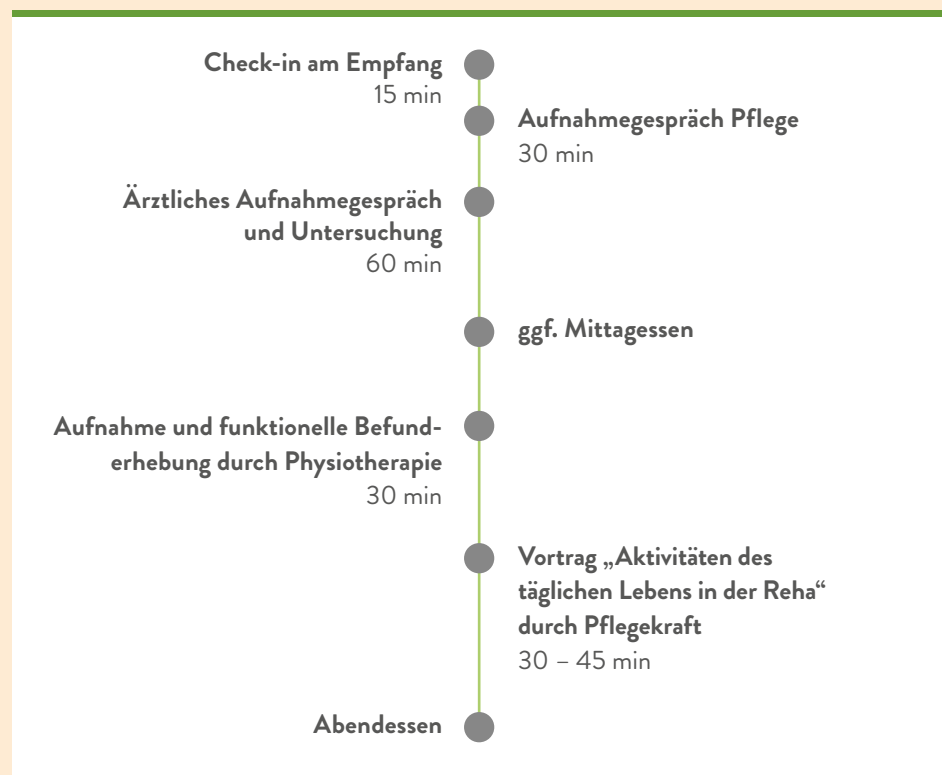 Check-in am Empfang
15 min
Aufnahmegespräch Pflege
30 min
Ärztliches Aufnahmegespräch
und Untersuchung
60 min
ggf. Mittagessen
Aufnahme und funktionelle Befund-
erhebung durch Physiotherapie
30 min
Vortrag „Aktivitäten des
täglichen Lebens in der Reha“
durch Pflegekraft
30 – 45 min
Abendessen